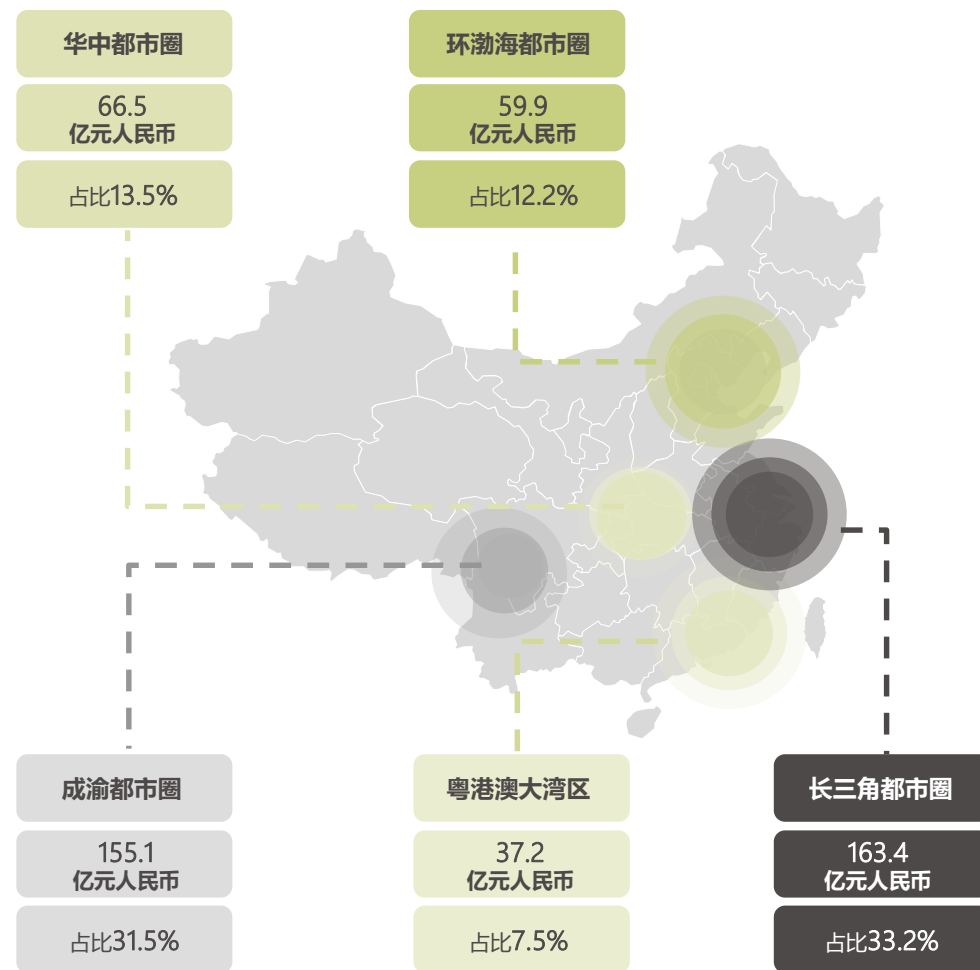 华中都市圈
66.5
亿元人民币
占比13.5%
环渤海都市圈
59.9
亿元人民币
占比12.2%
成渝都市圈
155.1
亿元人民币
占比31.5%
粤港澳大湾区
37.2
亿元人民币
占比7.5%
长三角都市圈
163.4
亿元人民币
占比33.2%